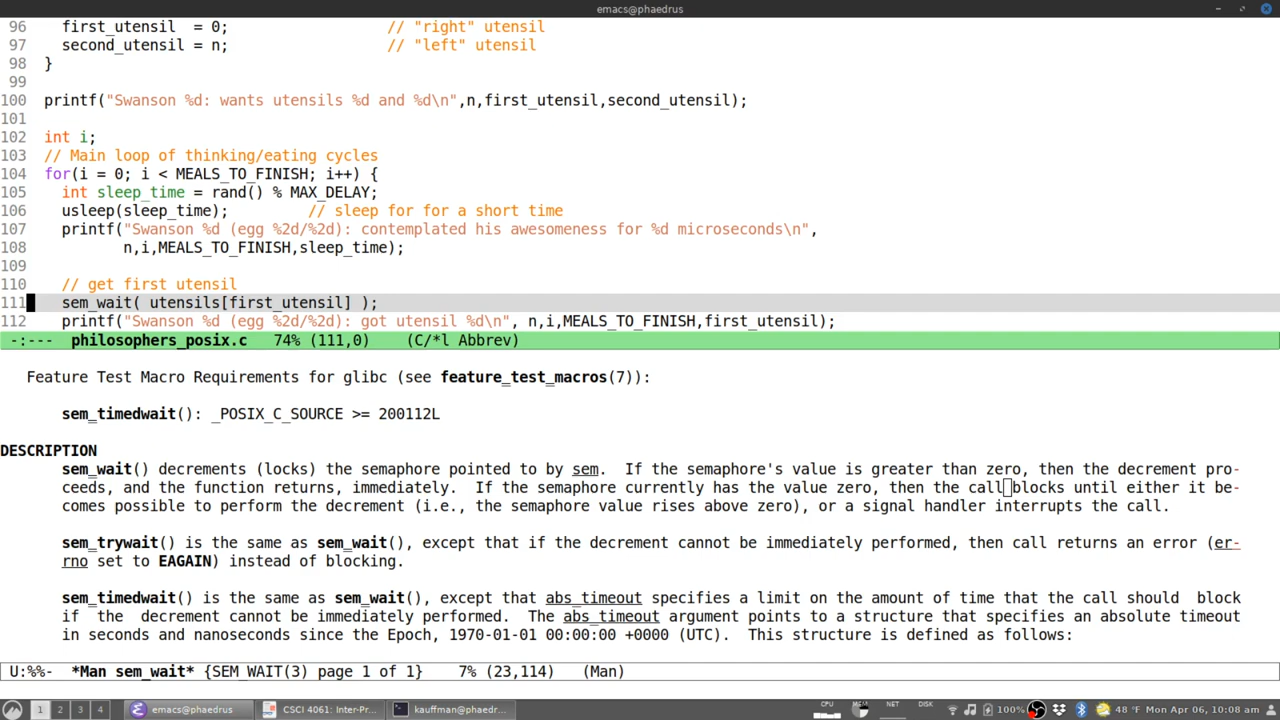 emacs@phaedrus
96 first_utensil = 0; // "right" utensil
97 second_utensil = n; // "left" utensil
98 }
99
100 printf("Swanson %d: wants utensils %d and %d\n",n,first_utensil,second_utensil);
101
102 int i;
103 // Main loop of thinking/eating cycles
104 for(i = 0; i < MEALS_TO_FINISH; i++) {
105 int sleep_time = rand() % MAX_DELAY;
106 usleep(sleep_time); // sleep for for a short time
107 printf("Swanson %d (egg %2d/%2d): contemplated his awesomeness for %d microseconds\n",
108 n,i,MEALS_TO_FINISH,sleep_time);
109
110 // get first utensil
111 sem_wait( utensils[first_utensil] );
112 printf("Swanson %d (egg %2d/%2d): got utensil %d\n", n,i,MEALS_TO_FINISH,first_utensil);
-:--- philosophers_posix.c 74% (111,0) (C/*l Abbrev)
Feature Test Macro Requirements for glibc (see feature_test_macros(7)):
sem_timedwait(): _POSIX_C_SOURCE >= 200112L
DESCRIPTION
sem_wait() decrements (locks) the semaphore pointed to by sem. If the semaphore's value is greater than zero, then the decrement pro-
ceeds, and the function returns, immediately. If the semaphore currently has the value zero, then the call blocks until either it be-
comes possible to perform the decrement (i.e., the semaphore value rises above zero), or a signal handler interrupts the call.
sem_trywait() is the same as sem_wait(), except that if the decrement cannot be immediately performed, then call returns an error (er-
rno set to EAGAIN) instead of blocking.
sem_timedwait() is the same as sem_wait(), except that abs_timeout specifies a limit on the amount of time that the call should block
if the decrement cannot be immediately performed. The abs_timeout argument points to a structure that specifies an absolute timeout
in seconds and nanoseconds since the Epoch, 1970-01-01 00:00:00 +0000 (UTC). This structure is defined as follows:
U:%%- *Man sem_wait* {SEM_WAIT(3) page 1 of 1} 7% (23,114) (Man)
1 2 3 4 emacs@phaedrus CSCI 4061: Inter-Pr... kauffman@phaedr... CPU MEM NET DISK 100% 48 °F Mon Apr 06, 10:08 am